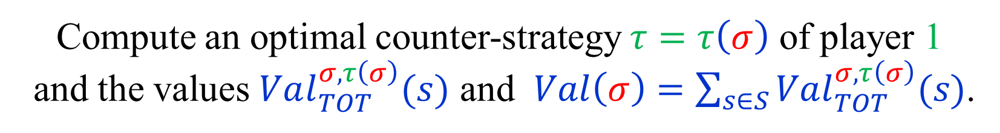 Compute an optimal counter-strategy τ = τ(σ) of player 1
and the values Val_{TOT}^{σ,τ(σ)}(s) and Val(σ) = ∑_{s∈S} Val_{TOT}^{σ,τ(σ)}(s).